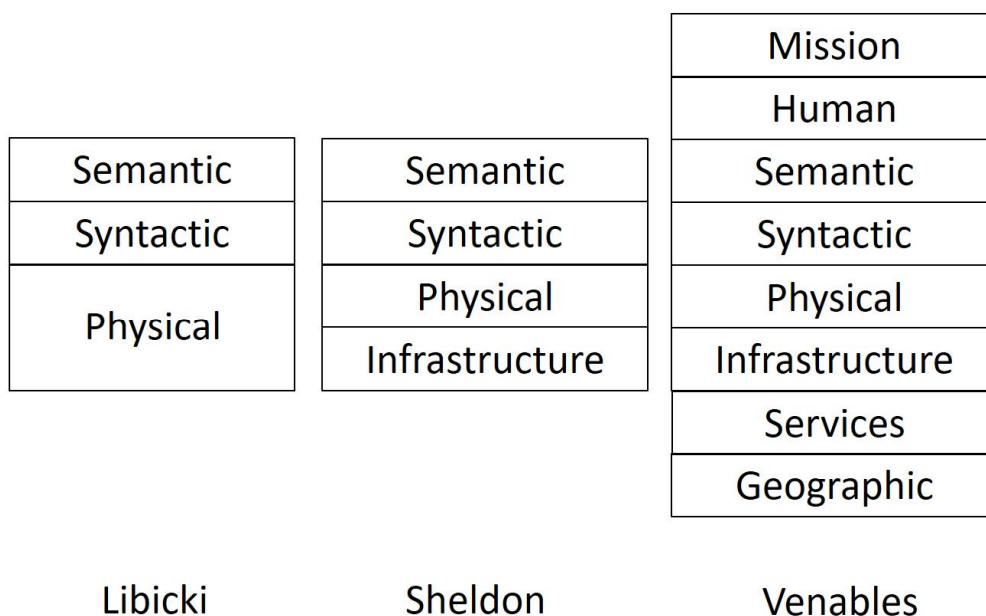 Semantic
Syntactic
Physical
Libicki
Semantic
Syntactic
Physical
Infrastructure
Sheldon
Mission
Human
Semantic
Syntactic
Physical
Infrastructure
Services
Geographic
Venables